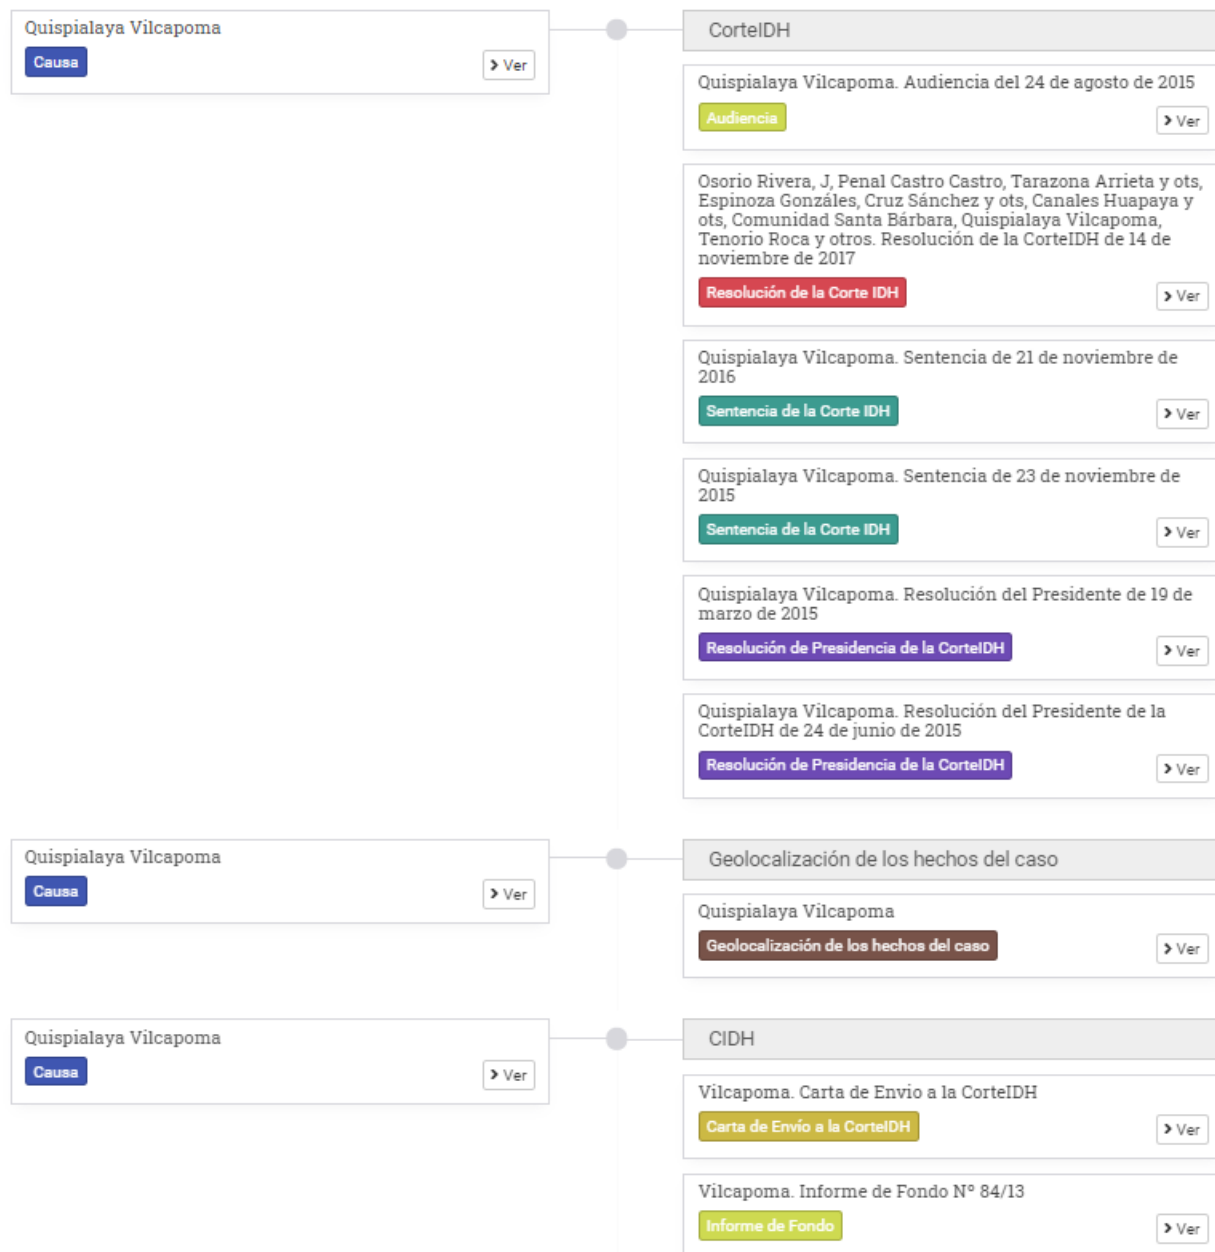 Quispialaya Vilcapoma
Causa
Ver
CorteIDH
Quispialaya Vilcapoma. Audiencia del 24 de agosto de 2015
Audiencia
Ver
Osorio Rivera, J, Penal Castro Castro, Tarazona Arrieta y ots,
Espinoza Gonzáles, Cruz Sánchez y ots, Canales Huapaya y
ots, Comunidad Santa Bárbara, Quispialaya Vilcapoma,
Tenorio Roca y otros. Resolución de la CorteIDH de 14 de
noviembre de 2017
Resolución de la Corte IDH
Ver
Quispialaya Vilcapoma. Sentencia de 21 de noviembre de
2016
Sentencia de la Corte IDH
Ver
Quispialaya Vilcapoma. Sentencia de 23 de noviembre de
2015
Sentencia de la Corte IDH
Ver
Quispialaya Vilcapoma. Resolución del Presidente de 19 de
marzo de 2015
Resolución de Presidencia de la CorteIDH
Ver
Quispialaya Vilcapoma. Resolución del Presidente de la
CorteIDH de 24 de junio de 2015
Resolución de Presidencia de la CorteIDH
Ver
Quispialaya Vilcapoma
Causa
Ver
Geolocalización de los hechos del caso
Quispialaya Vilcapoma
Geolocalización de los hechos del caso
Ver
Quispialaya Vilcapoma
Causa
Ver
CIDH
Vilcapoma. Carta de Envio a la CorteIDH
Carta de Envío a la CorteIDH
Ver
Vilcapoma. Informe de Fondo Nº 84/13
Informe de Fondo
Ver